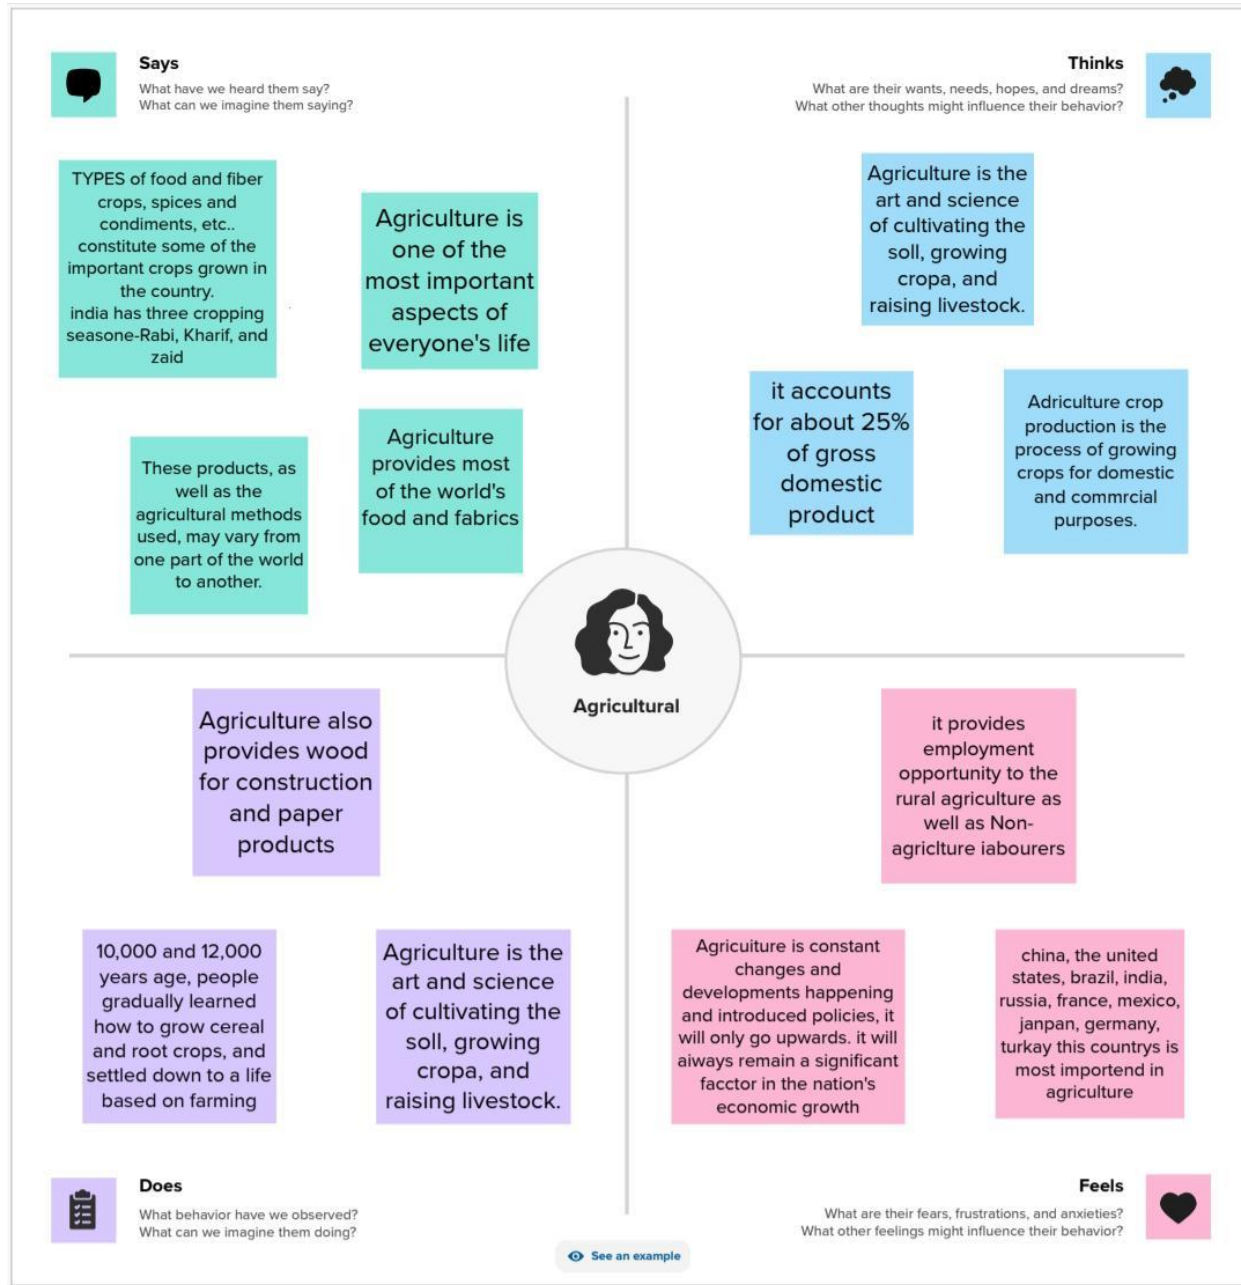 Says
What have we heard them say?
What can we imagine them saying?
Thinks
What are their wants, needs, hopes, and dreams?
What other thoughts might influence their behavior?
TYPES of food and fiber
crops, spices and
condiments, etc..
constitute some of the
important crops grown in
the country.
india has three cropping
seasone-Rabi, Kharif, and
zaid
Agriculture is
one of the
most important
aspects of
everyone's life
These products, as
well as the
agricultural methods
used, may vary from
one part of the world
to another.
Agriculture
provides most
of the world's
food and fabrics
Agriculture is the
art and science
of cultivating the
soll, growing
cropa, and
raising livestock.
it accounts
for about 25%
of gross
domestic
product
Adriculture crop
production is the
process of growing
crops for domestic
and commrcial
purposes.
Agricultural
Agriculture also
provides wood
for construction
and paper
products
10,000 and 12,000
years age, people
gradually learned
how to grow cereal
and root crops, and
settled down to a life
based on farming
Agriculture is the
art and science
of cultivating the
soll, growing
cropa, and
raising livestock.
it provides
employment
opportunity to the
rural agriculture as
well as Non-
agriclture iabourers
Agricuiture is constant
changes and
developments happening
and introduced policies, it
will only go upwards. it will
aiways remain a significant
facctor in the nation's
economic growth
china, the united
states, brazil, india,
russia, france, mexico,
janpan, germany,
turkay this countrys is
most importend in
agriculture
Does
What behavior have we observed?
What can we imagine them doing?
Feels
What are their fears, frustrations, and anxieties?
What other feelings might influence their behavior?
See an example